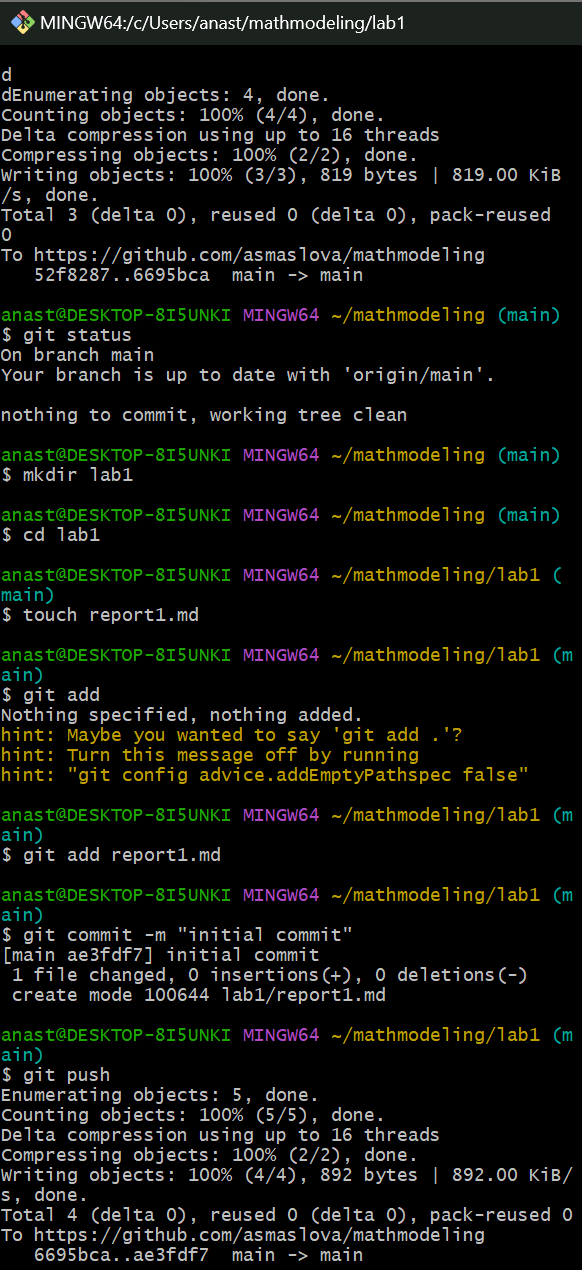 MINGW64:/c/Users/anast/mathmodeling/lab1
d
dEnumerating objects: 4, done.
Counting objects: 100% (4/4), done.
Delta compression using up to 16 threads
Compressing objects: 100% (2/2), done.
Writing objects: 100% (3/3), 819 bytes | 819.00 KiB
/s, done.
Total 3 (delta 0), reused 0 (delta 0), pack-reused
0
To https://github.com/asmaslova/mathmodeling
   52f8287..6695bca  main -> main
anast@DESKTOP-8I5UNKI MINGW64 ~/mathmodeling (main)
$ git status
On branch main
Your branch is up to date with 'origin/main'.
nothing to commit, working tree clean
anast@DESKTOP-8I5UNKI MINGW64 ~/mathmodeling (main)
$ mkdir lab1
anast@DESKTOP-8I5UNKI MINGW64 ~/mathmodeling (main)
$ cd lab1
anast@DESKTOP-8I5UNKI MINGW64 ~/mathmodeling/lab1 (
main)
$ touch report1.md
anast@DESKTOP-8I5UNKI MINGW64 ~/mathmodeling/lab1 (m
ain)
$ git add
Nothing specified, nothing added.
hint: Maybe you wanted to say 'git add .'?
hint: Turn this message off by running
hint: "git config advice.addEmptyPathspec false"
anast@DESKTOP-8I5UNKI MINGW64 ~/mathmodeling/lab1 (m
ain)
$ git add report1.md
anast@DESKTOP-8I5UNKI MINGW64 ~/mathmodeling/lab1 (m
ain)
$ git commit -m "initial commit"
[main ae3fdf7] initial commit
 1 file changed, 0 insertions(+), 0 deletions(-)
 create mode 100644 lab1/report1.md
anast@DESKTOP-8I5UNKI MINGW64 ~/mathmodeling/lab1 (m
ain)
$ git push
Enumerating objects: 5, done.
Counting objects: 100% (5/5), done.
Delta compression using up to 16 threads
Compressing objects: 100% (2/2), done.
Writing objects: 100% (4/4), 892 bytes | 892.00 KiB/
s, done.
Total 4 (delta 0), reused 0 (delta 0), pack-reused 0
To https://github.com/asmaslova/mathmodeling
   6695bca..ae3fdf7  main -> main